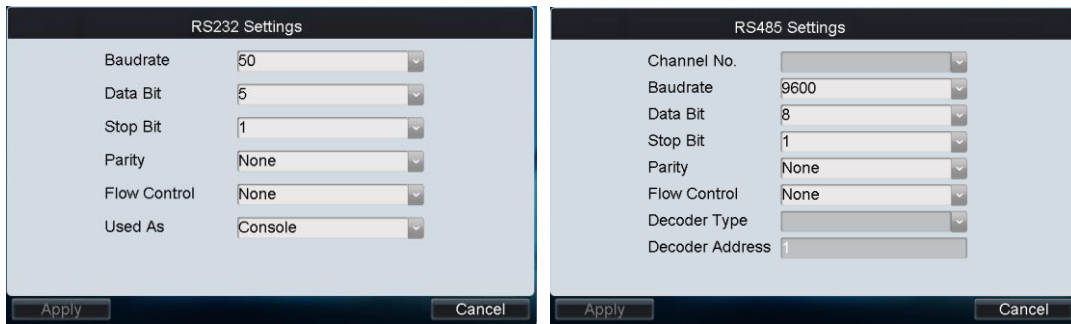 RS232 Settings
Baudrate 50
Data Bit 5
Stop Bit 1
Parity None
Flow Control None
Used As Console
Apply Cancel
RS485 Settings
Channel No.
Baudrate 9600
Data Bit 8
Stop Bit 1
Parity None
Flow Control None
Decoder Type
Decoder Address 1
Apply Cancel